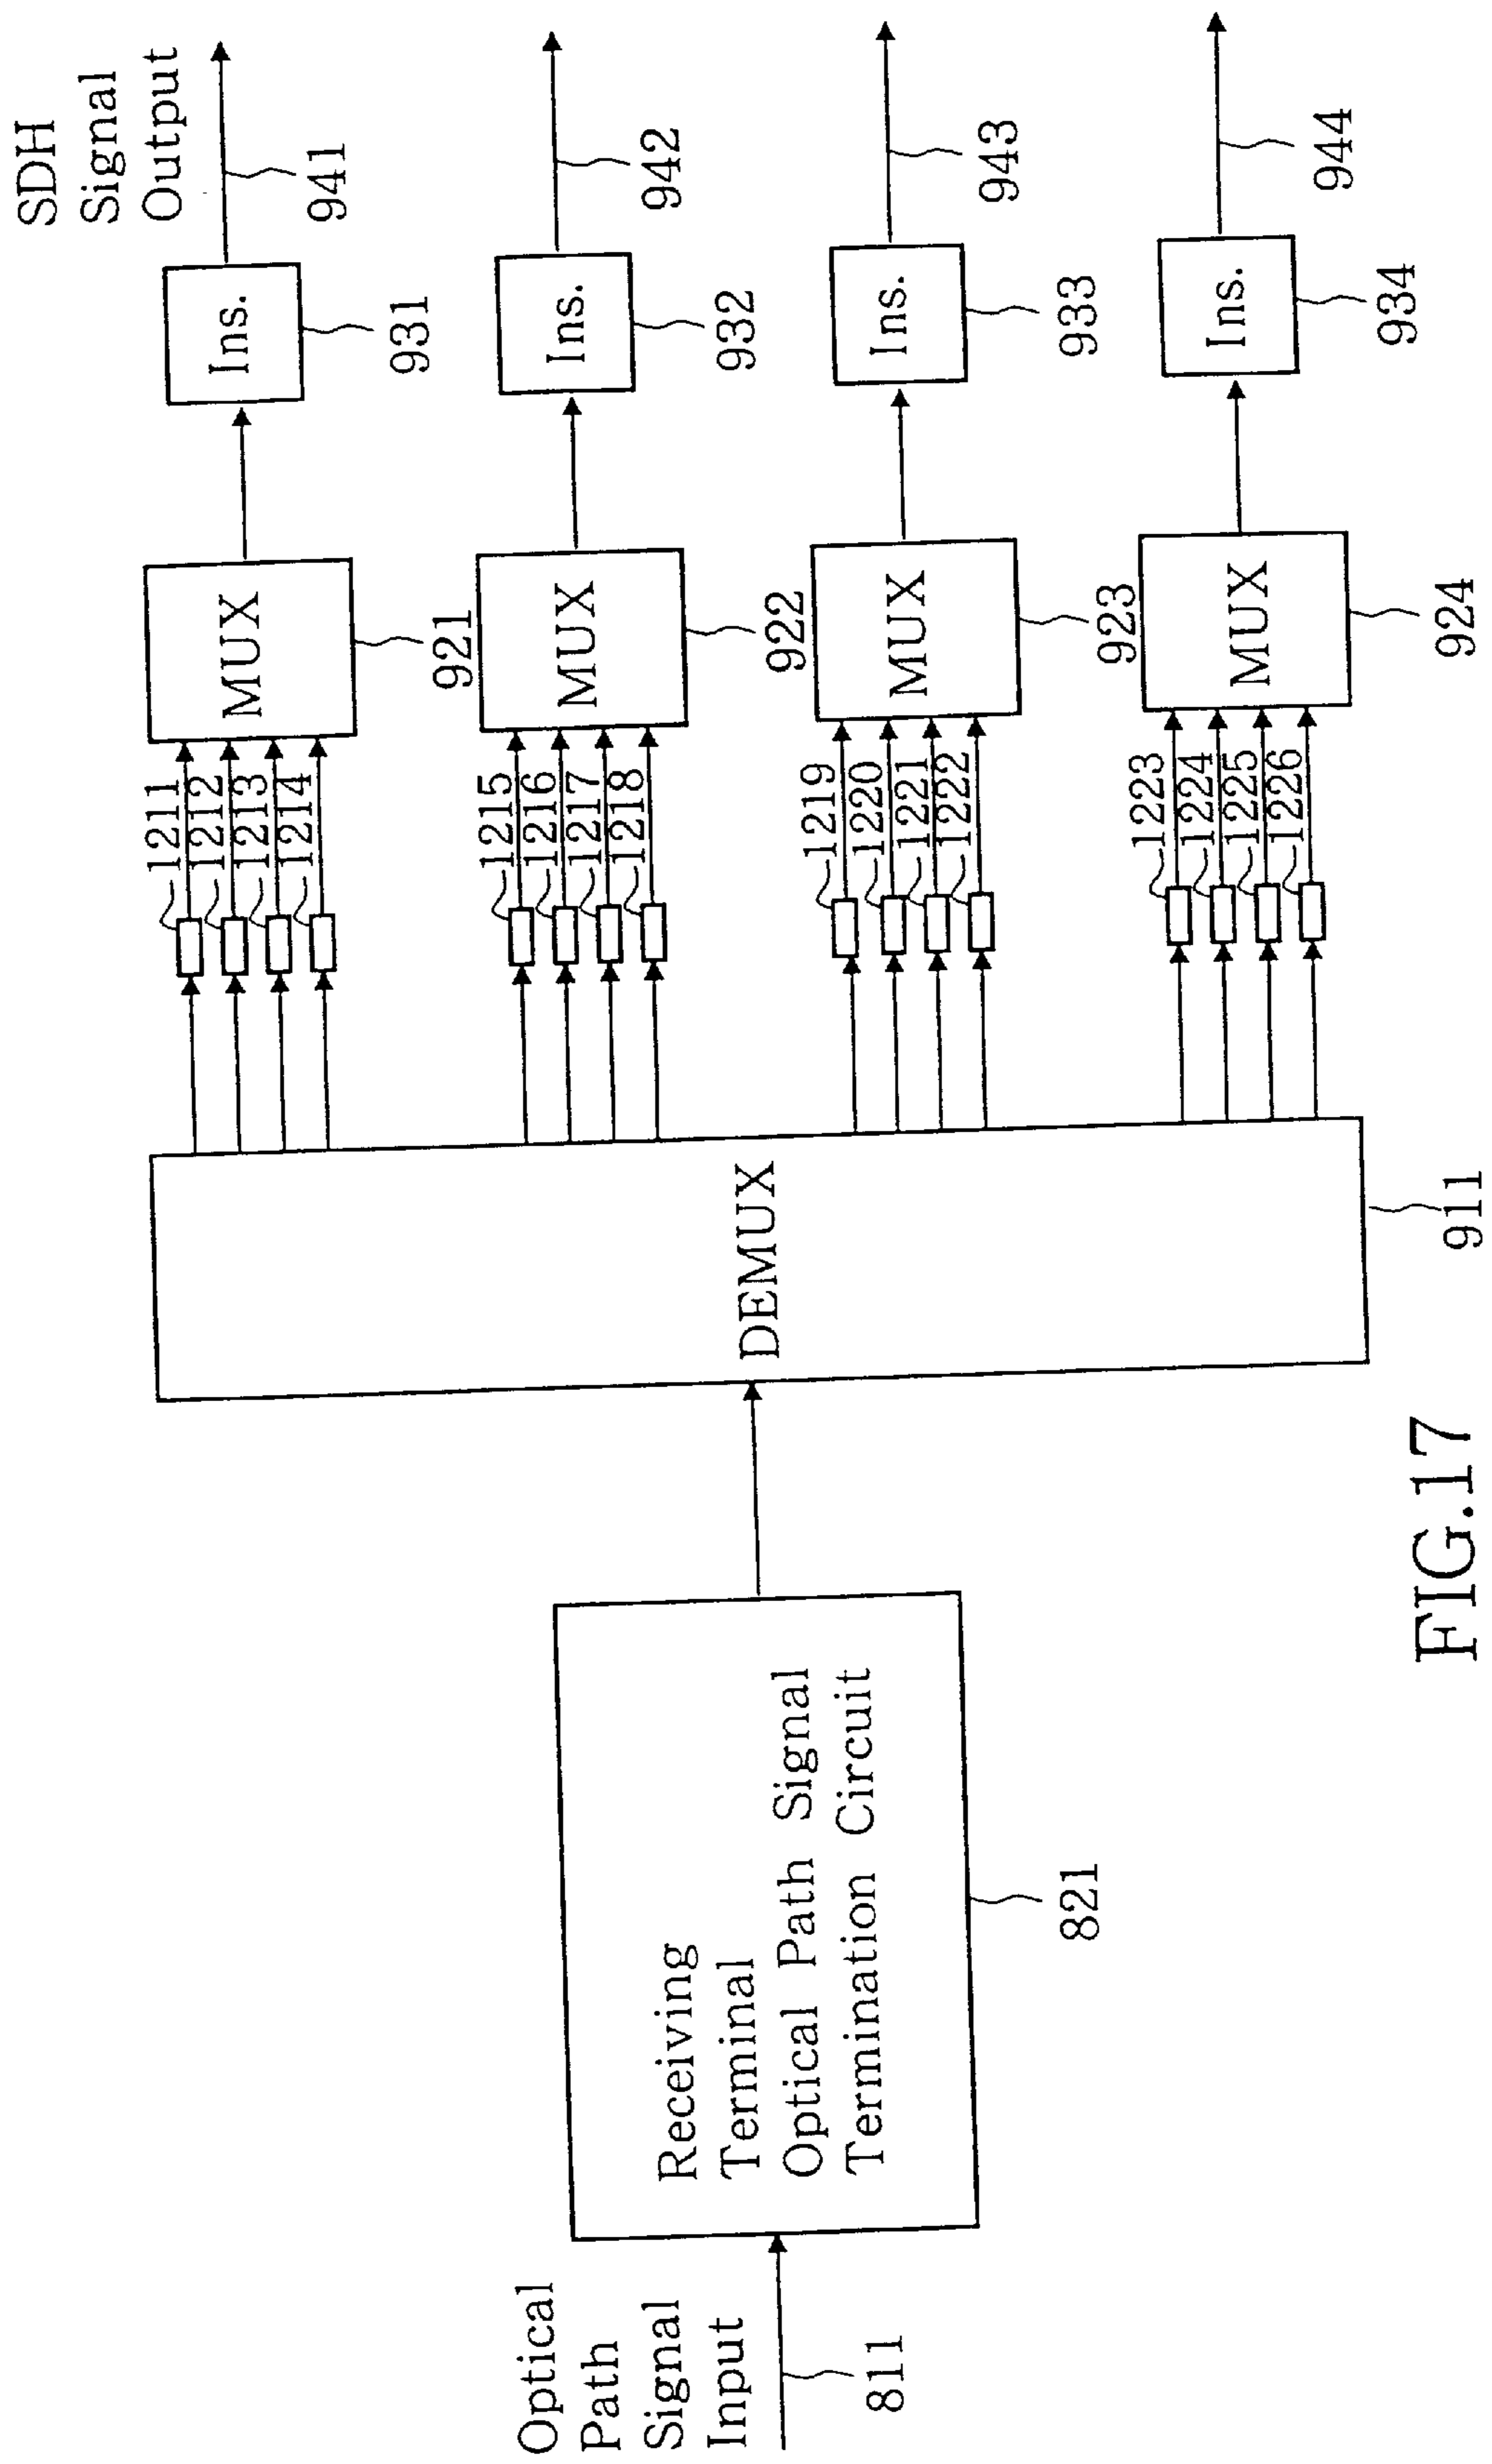 Optical
Path
Signal
Input
811
Receiving
Terminal
Optical Path Signal
Termination Circuit
821
DEMUX
911
1211
1212
1213
1214
MUX
921
Ins.
931
SDH
Signal
Output
941
1215
1216
1217
1218
MUX
922
Ins.
932
942
1219
1220
1221
1222
MUX
923
Ins.
933
943
1223
1224
1225
1226
MUX
924
Ins.
934
944
FIG.17